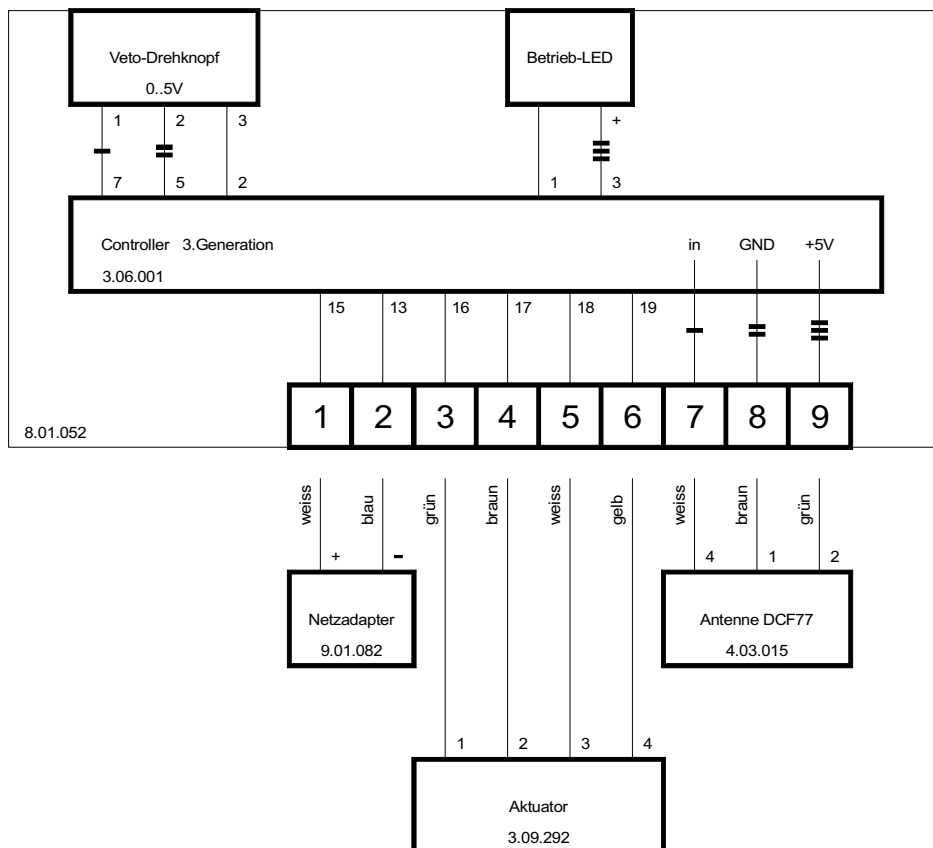 Veto-Drehknopf
0..5V
Betrieb-LED
1 2 3 +
7 5 2 1 3
Controller 3.Generation
3.06.001
in GND +5V
15 13 16 17 18 19
1 2 3 4 5 6 7 8 9
8.01.052
weiss blau grün braun weiss gelb weiss braun grün
+ - 4 1 2
Netzadapter
9.01.082
Antenne DCF77
4.03.015
1 2 3 4
Aktuator
3.09.292